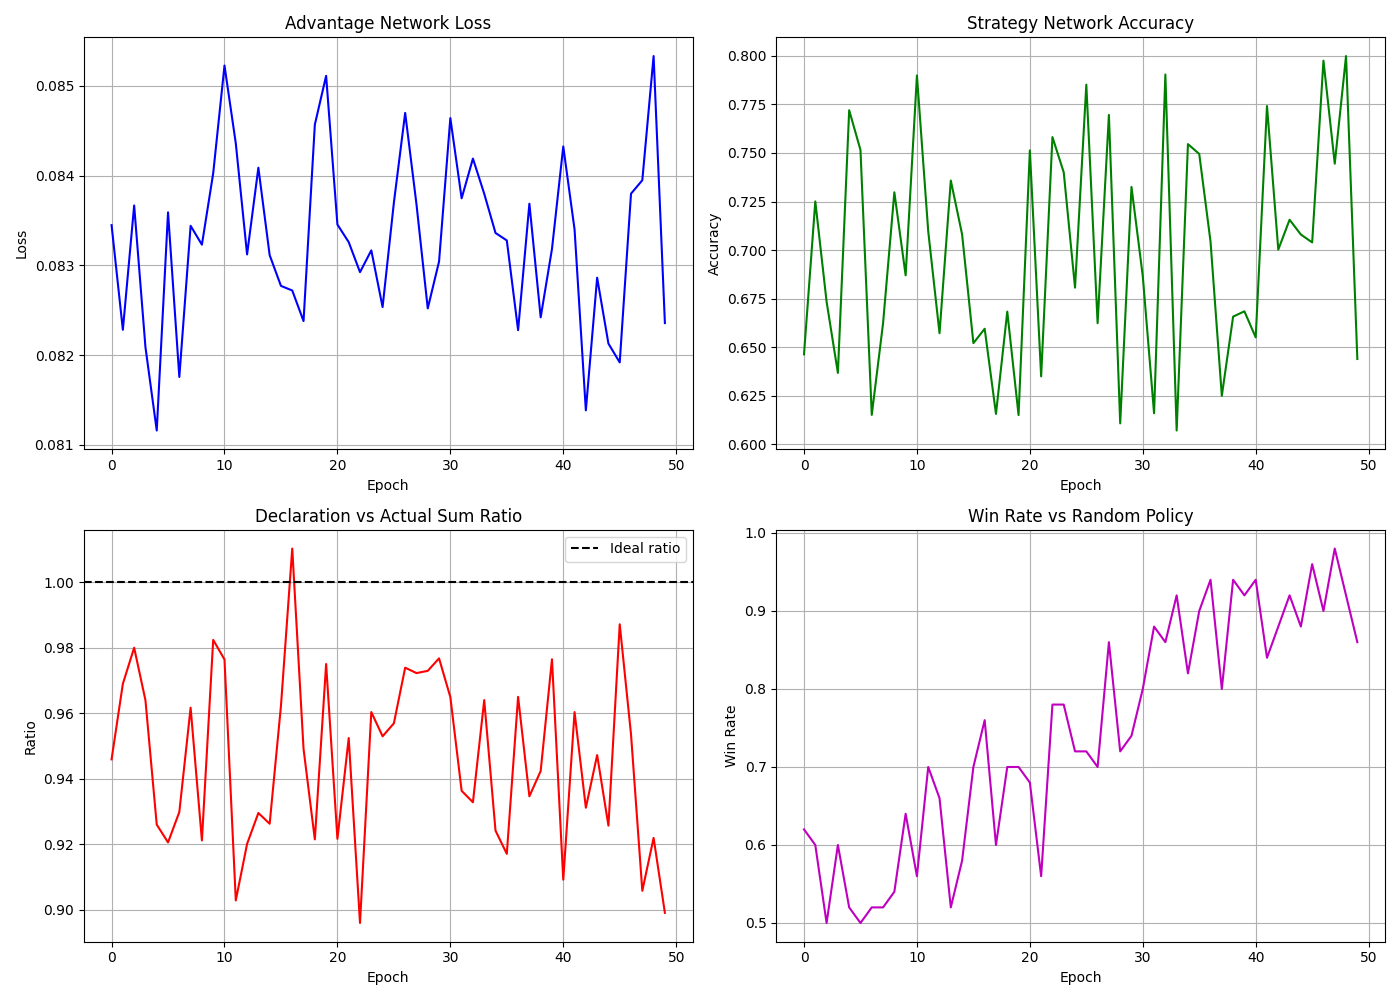 Advantage Network Loss
Loss
0.085
0.084
0.083
0.082
0.081
0 10 20 30 40 50
Epoch
Strategy Network Accuracy
Accuracy
0.800
0.775
0.750
0.725
0.700
0.675
0.650
0.625
0.600
0 10 20 30 40 50
Epoch
Declaration vs Actual Sum Ratio
Ideal ratio
Ratio
1.00
0.98
0.96
0.94
0.92
0.90
0 10 20 30 40 50
Epoch
Win Rate vs Random Policy
Win Rate
1.0
0.9
0.8
0.7
0.6
0.5
0 10 20 30 40 50
Epoch